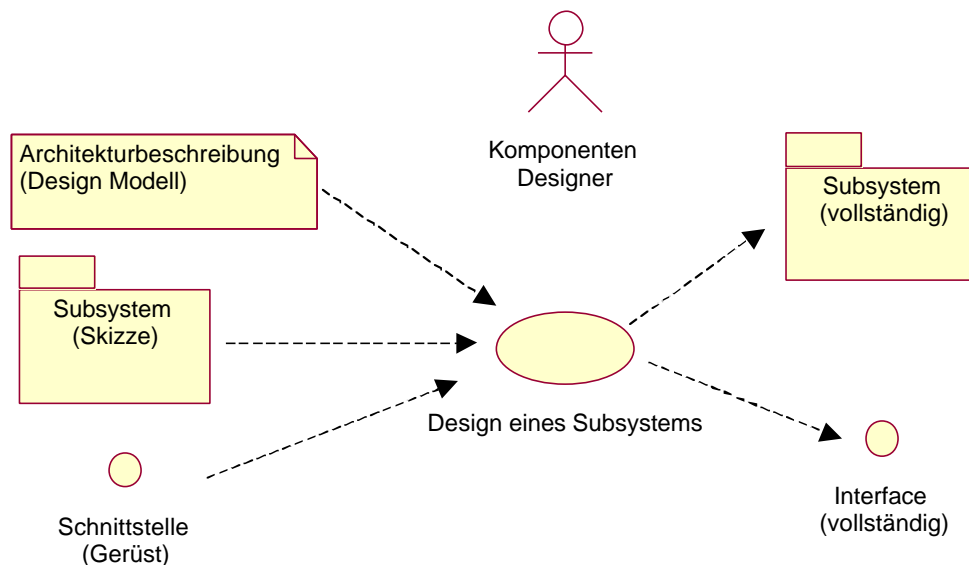 Komponenten
Designer
Architekturbeschreibung
(Design Modell)
Subsystem
(vollständig)
Subsystem
(Skizze)
Design eines Subsystems
Schnittstelle
(Gerüst)
Interface
(vollständig)